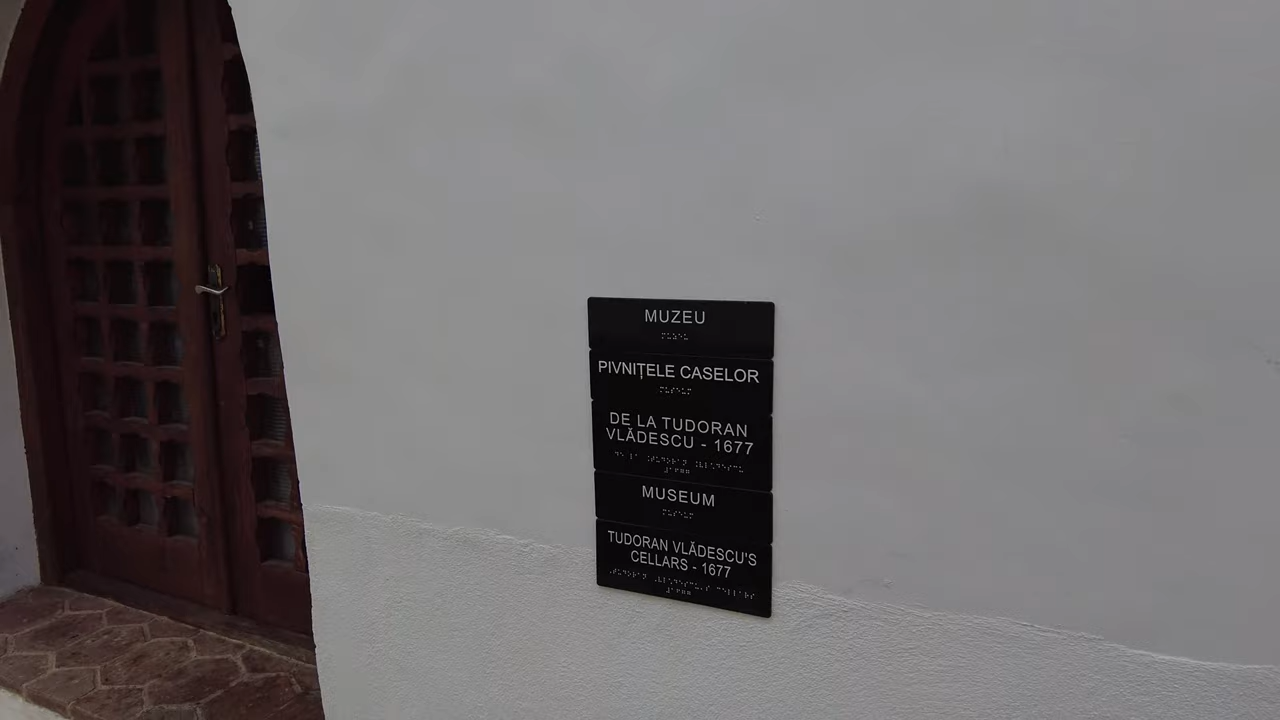 MUZEU
PIVNIȚELE CASELOR
DE LA TUDORAN
VLĂDESCU - 1677
MUSEUM
TUDORAN VLĂDESCU'S
CELLARS - 1677